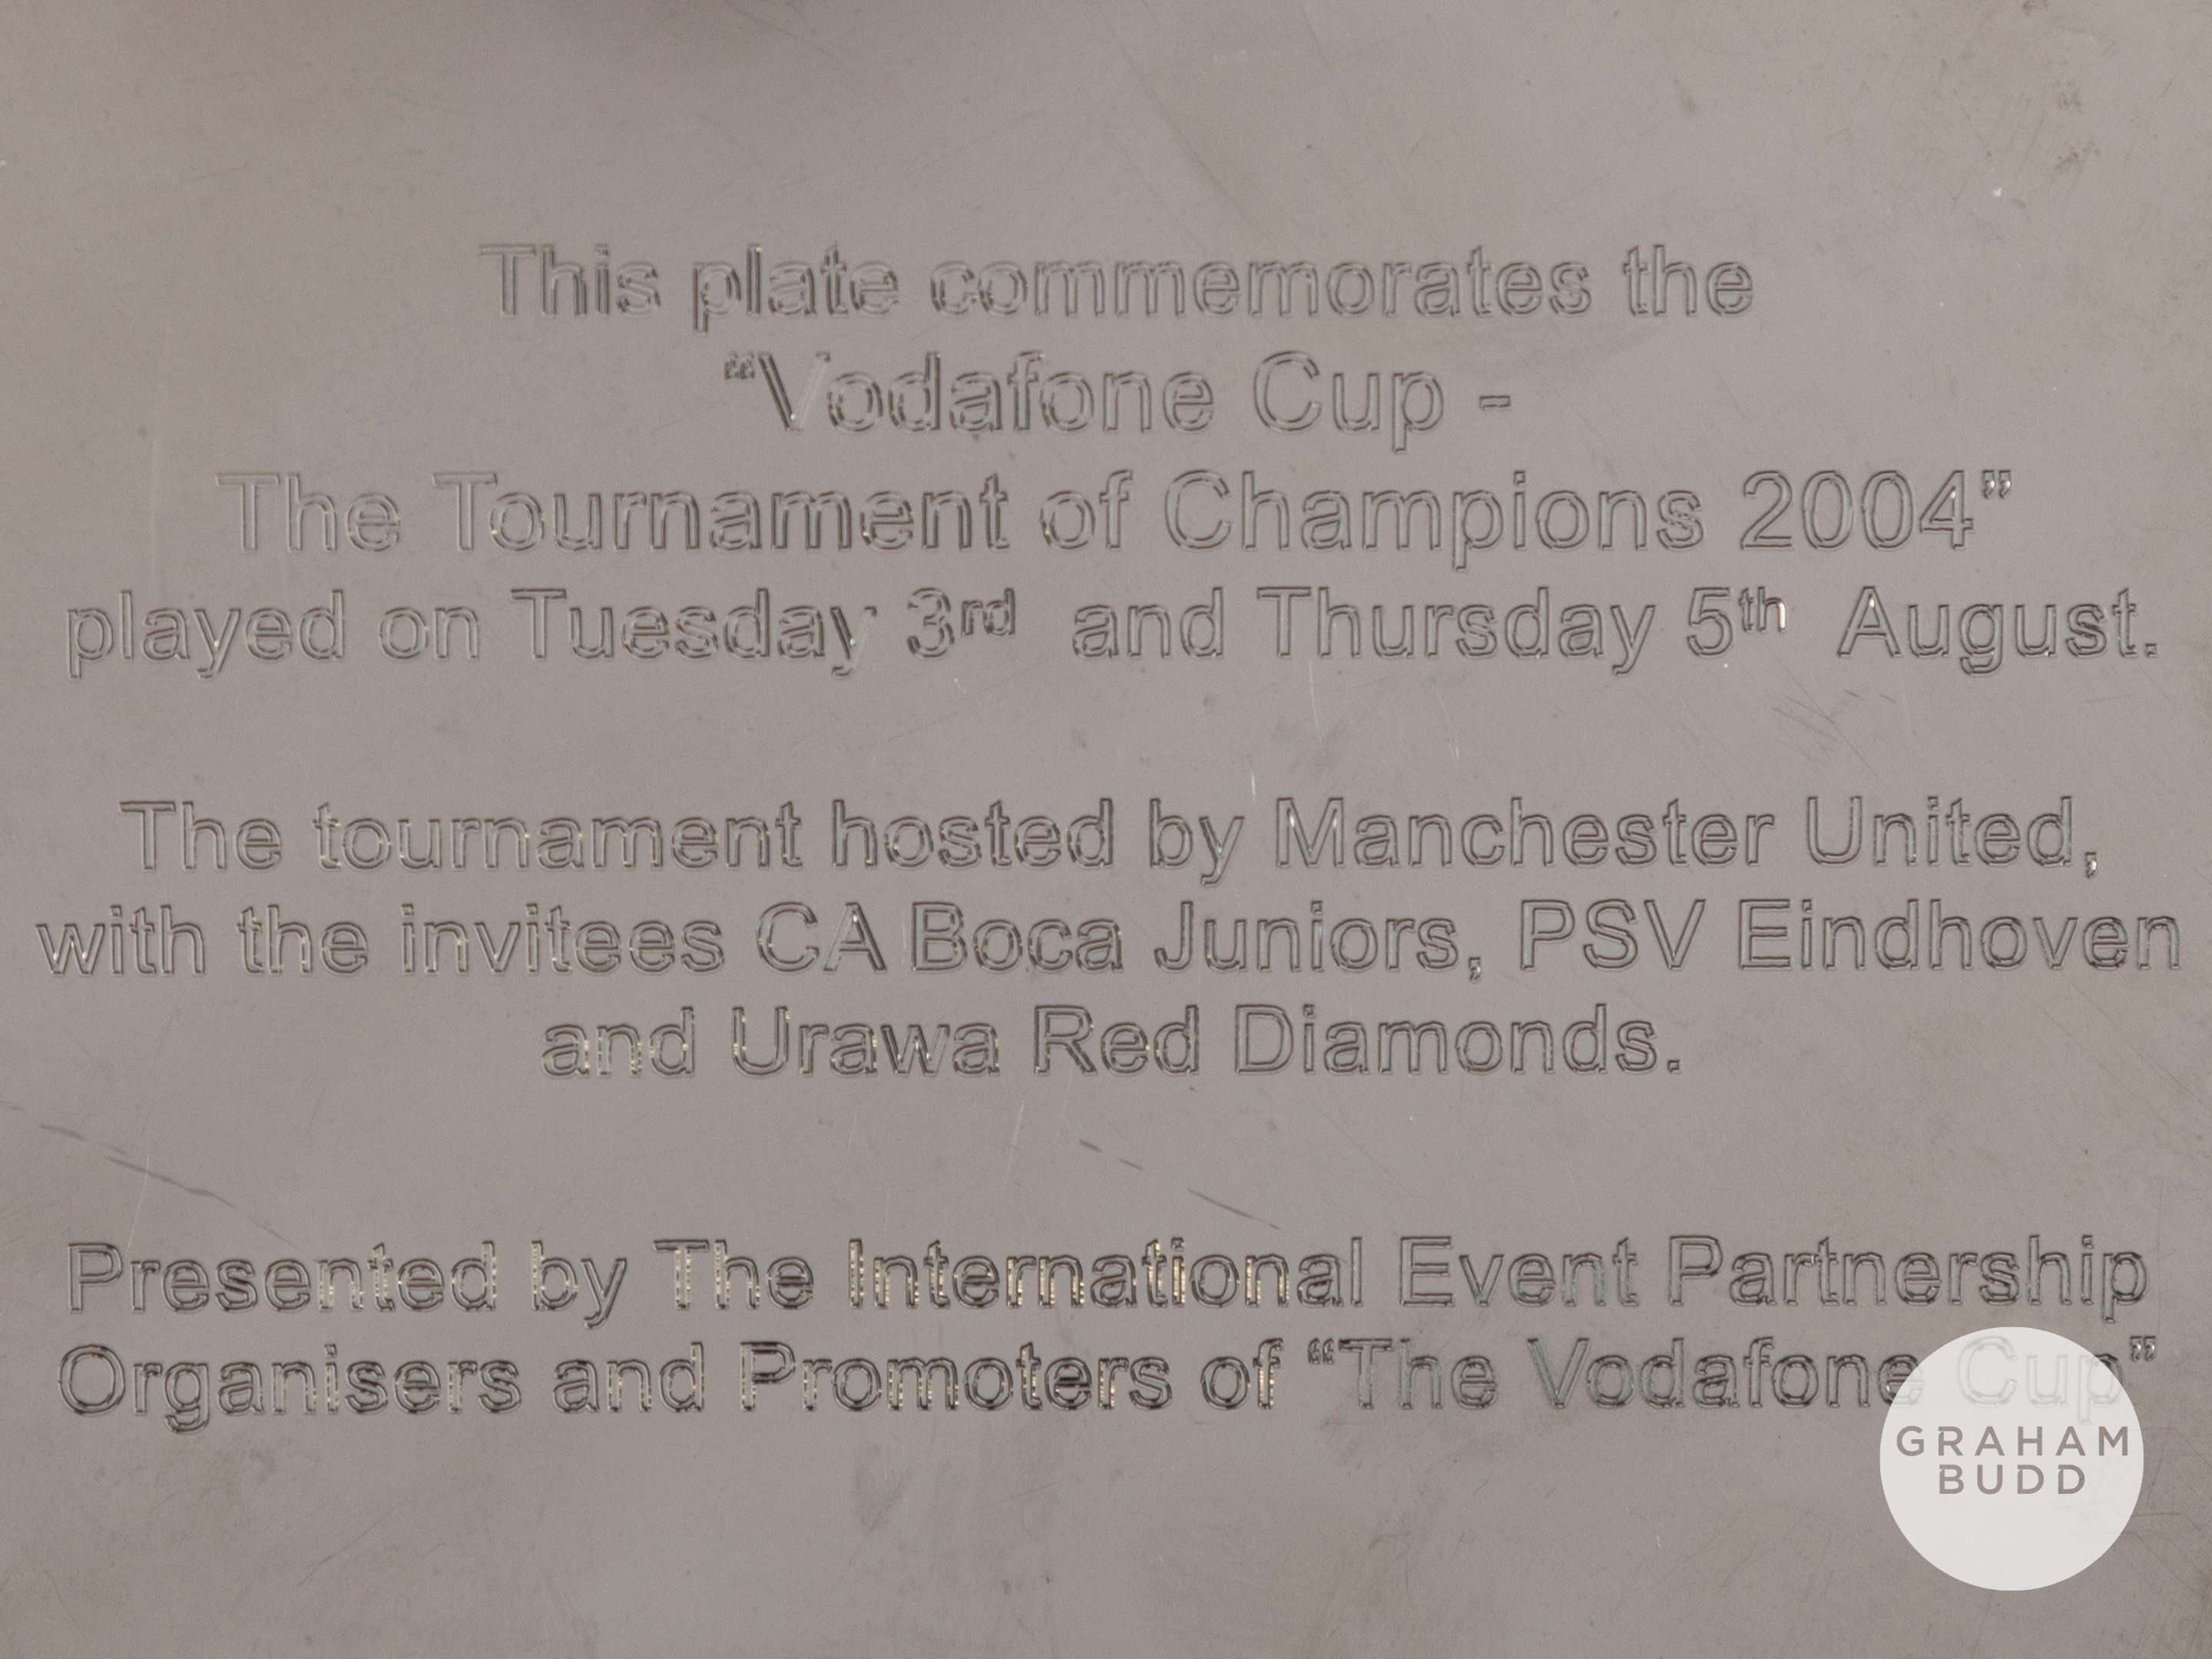 This plate commemorates the
“Vodafone Cup -
The Tournament of Champions 2004”
played on Tuesday 3rd and Thursday 5th August.
The tournament hosted by Manchester United,
with the invitees CA Boca Juniors, PSV Eindhoven
and Urawa Red Diamonds.
Presented by The International Event Partnership
Organisers and Promoters of “The Vodafone Cup”
GRAHAM
BUDD